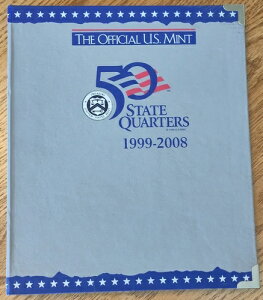 THE OFFICIAL U.S. MINT
50
STATE
QUARTERS
1999-2008